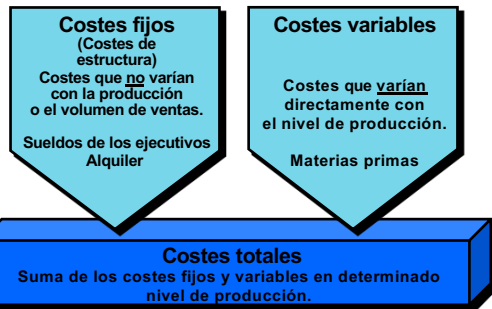 Costes fijos
(Costes de
estructura)
Costes que no varían
con la producción
o el volumen de ventas.
Sueldos de los ejecutivos
Alquiler
Costes variables
Costes que varían
directamente con
el nivel de producción.
Materias primas
Costes totales
Suma de los costes fijos y variables en determinado
nivel de producción.